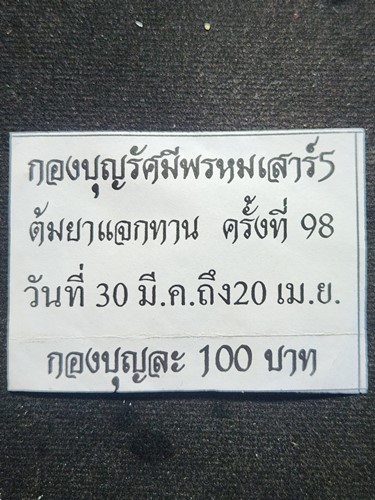 กองบุญรัศมีพรหมเสาร์5
ต้มยาแจกทาน ครั้งที่ 98
วันที่ 30 มี.ค.ถึง20 เม.ย.
กองบุญละ 100 บาท